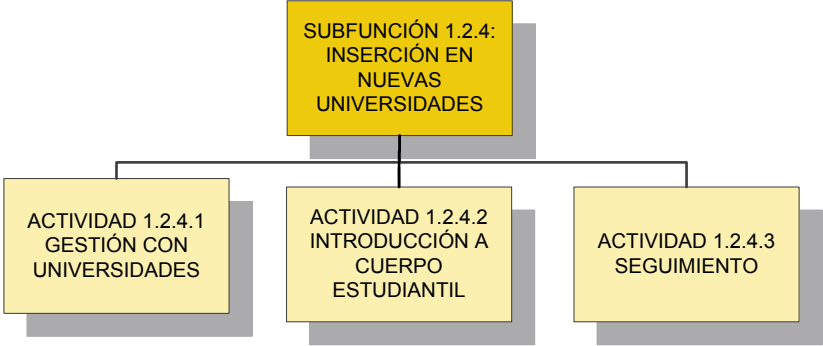 SUBFUNCIÓN 1.2.4:
INSERCIÓN EN
NUEVAS
UNIVERSIDADES
ACTIVIDAD 1.2.4.1
GESTIÓN CON
UNIVERSIDADES
ACTIVIDAD 1.2.4.2
INTRODUCCIÓN A
CUERPO
ESTUDIANTIL
ACTIVIDAD 1.2.4.3
SEGUIMIENTO